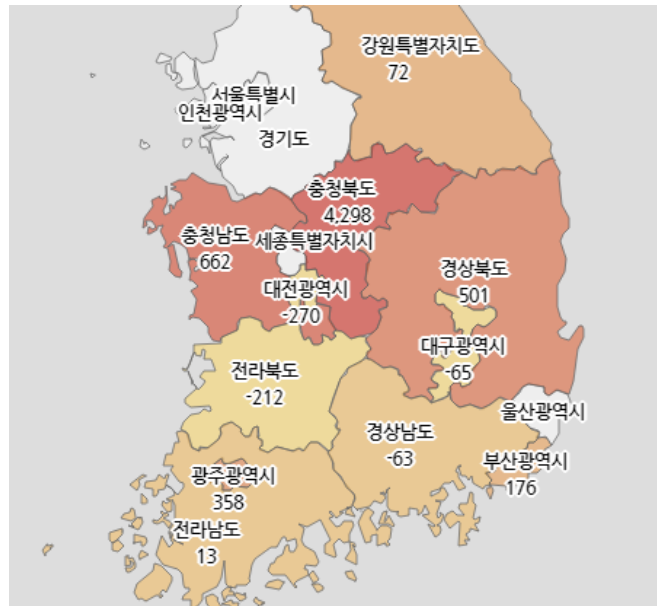 강원특별자치도
72
서울특별시
인천광역시
경기도
충청북도
4,298
충청남도
662
세종특별자치시
대전광역시
-270
경상북도
501
대구광역시
-65
전라북도
-212
경상남도
-63
울산광역시
부산광역시
176
광주광역시
358
전라남도
13